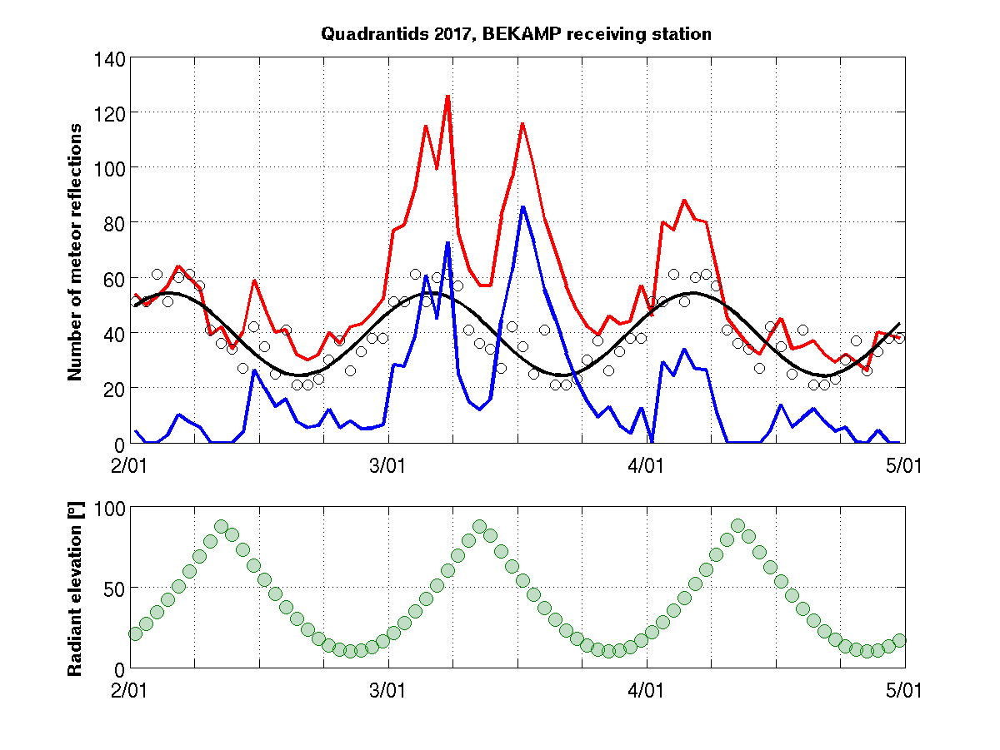 Quadrantids 2017, BEKAMP receiving station
Number of meteor reflections
140
120
100
80
60
40
20
0
2/01 3/01 4/01 5/01
Radiant elevation [º]
100
50
0
2/01 3/01 4/01 5/01